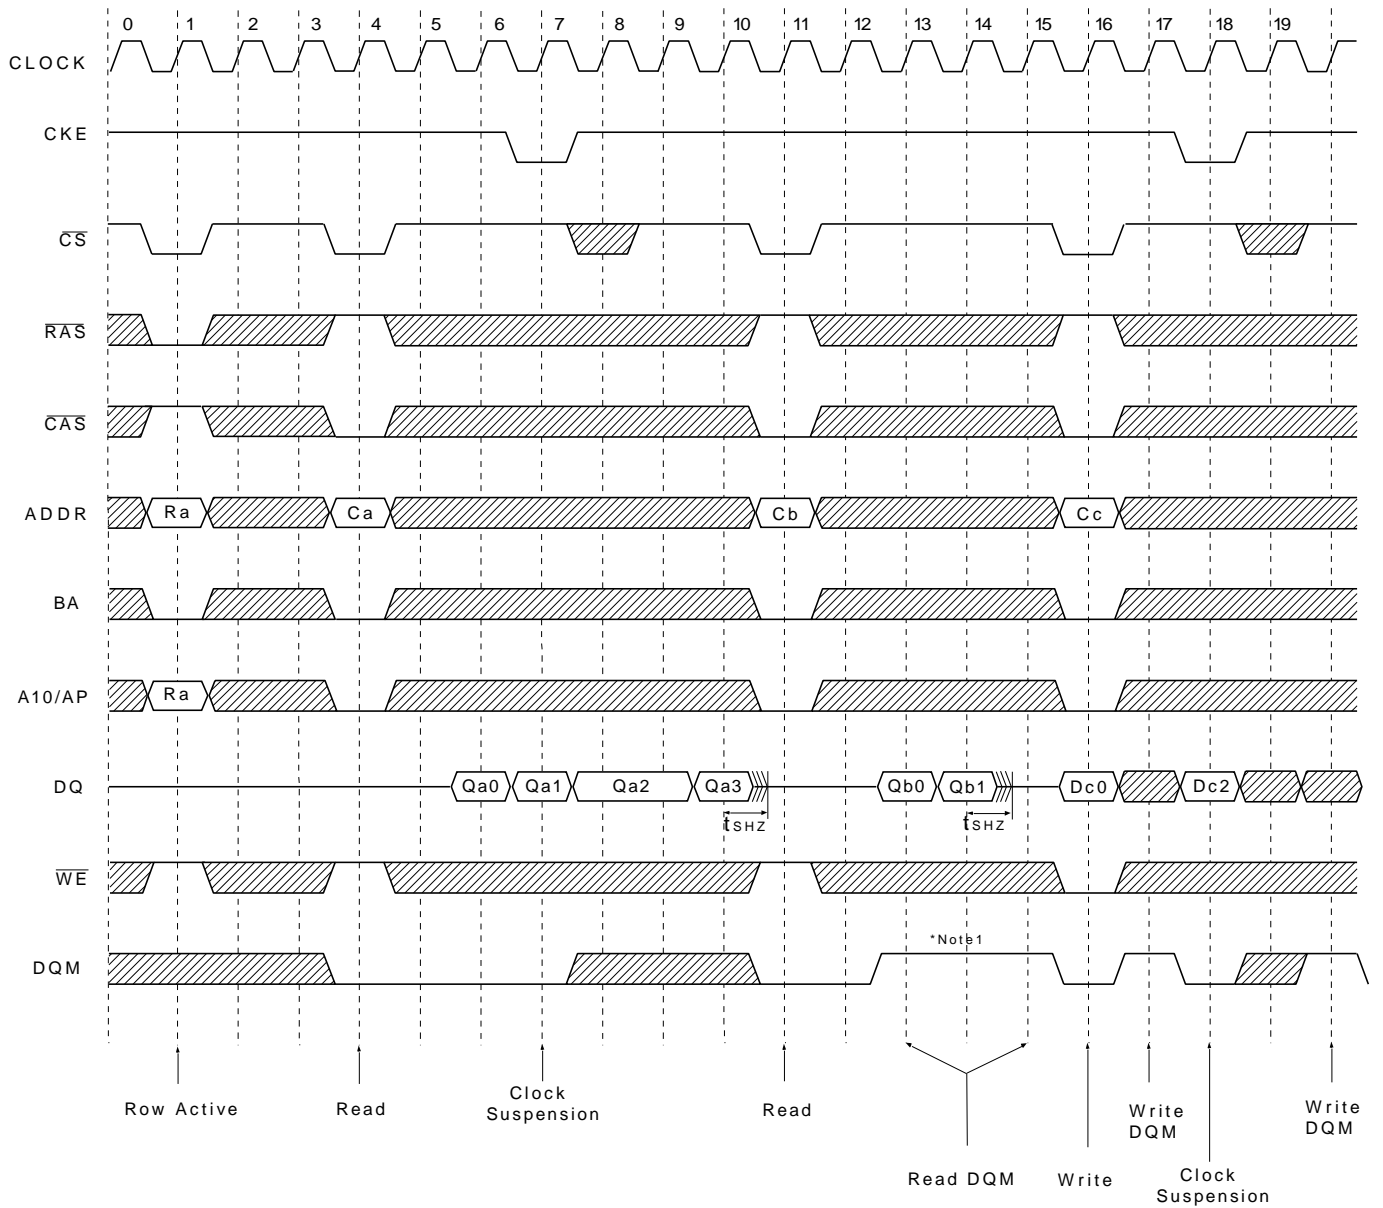 0 1 2 3 4 5 6 7 8 9 10 11 12 13 14 15 16 17 18 19
CLOCK
CKE
CS
RAS
CAS
ADDR Ra Ca Cb Cc
BA
A10/AP Ra
DQ Qa0 Qa1 Qa2 Qa3 Qb0 Qb1 Dc0 Dc2
tSHZ tSHZ
WE
*Note1
DQM
Row Active
Read
Clock
Suspension
Read
Read DQM
Write
Write
DQM
Clock
Suspension
Write
DQM